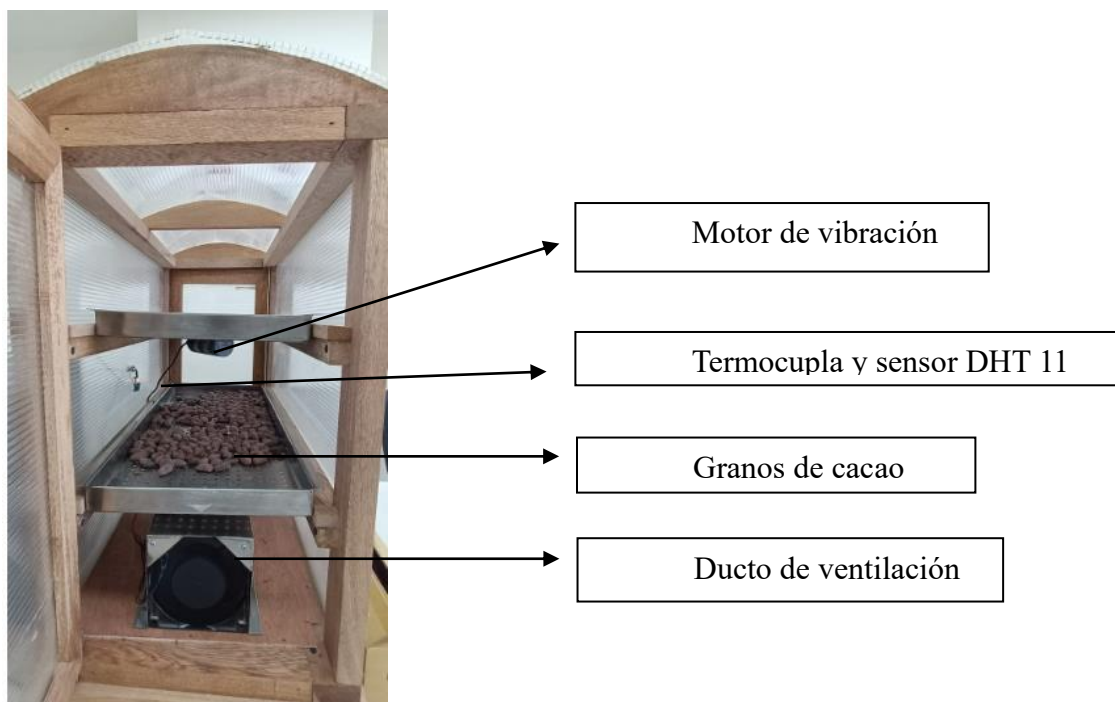 Motor de vibración
Termocupla y sensor DHT 11
Granos de cacao
Ducto de ventilación